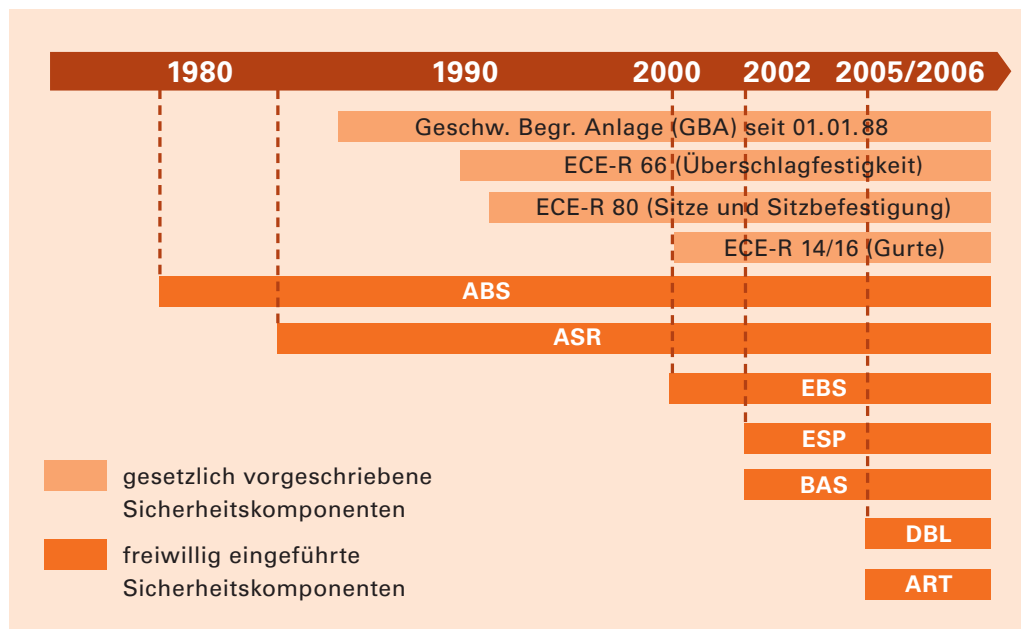 1980 1990 2000 2002 2005/2006
Geschw. Begr. Anlage (GBA) seit 01.01.88
ECE-R 66 (Überschlagfestigkeit)
ECE-R 80 (Sitze und Sitzbefestigung)
ECE-R 14/16 (Gurte)
ABS
ASR
EBS
ESP
BAS
DBL
ART
gesetzlich vorgeschriebene
Sicherheitskomponenten
freiwillig eingeführte
Sicherheitskomponenten